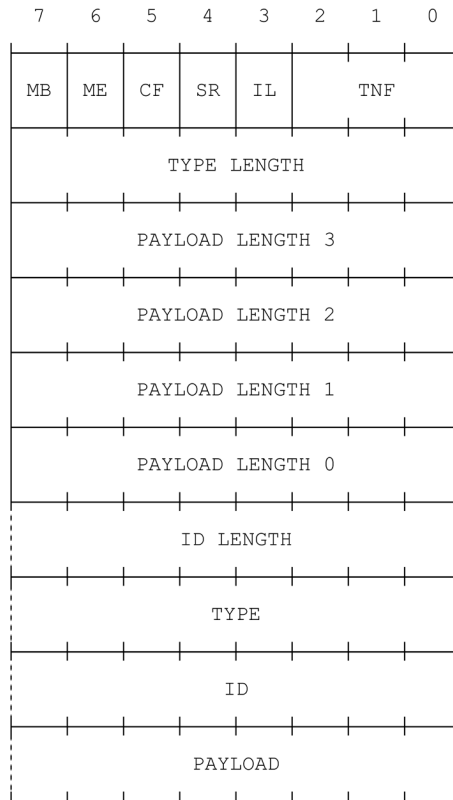 7 6 5 4 3 2 1 0
MB ME CF SR IL TNF
TYPE LENGTH
PAYLOAD LENGTH 3
PAYLOAD LENGTH 2
PAYLOAD LENGTH 1
PAYLOAD LENGTH 0
ID LENGTH
TYPE
ID
PAYLOAD